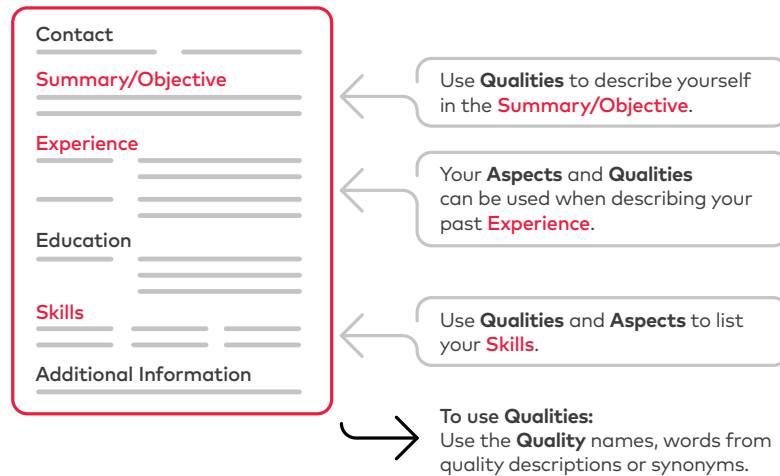 Contact
Summary/Objective
Experience
Education
Skills
Additional Information
Use Qualities to describe yourself
in the Summary/Objective.
Your Aspects and Qualities
can be used when describing your
past Experience.
Use Qualities and Aspects to list
your Skills.
To use Qualities:
Use the Quality names, words from
quality descriptions or synonyms.